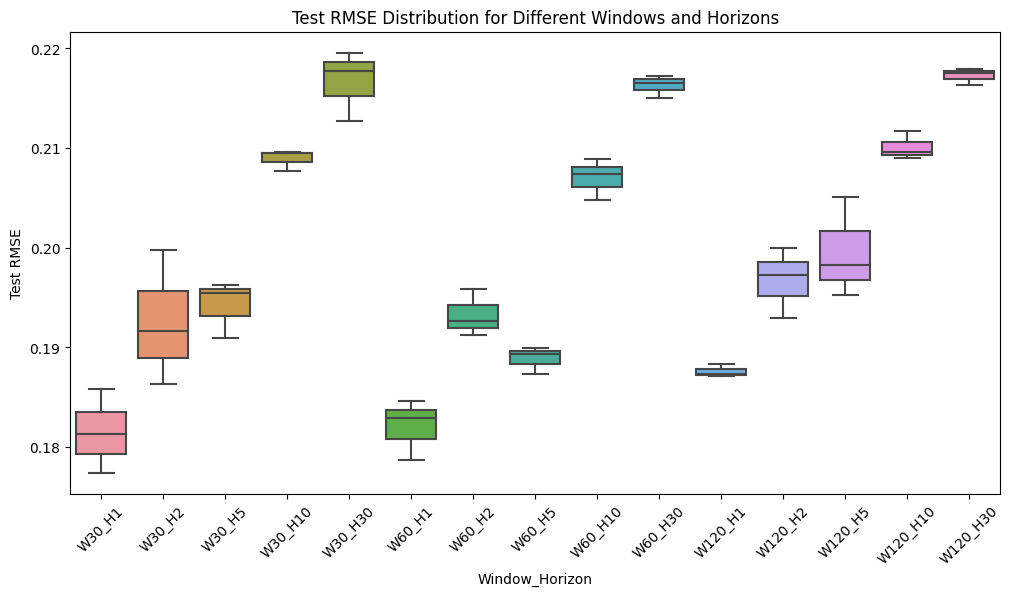 Test RMSE Distribution for Different Windows and Horizons
Test RMSE
0.22
0.21
0.20
0.19
0.18
W30_H1
W30_H2
W30_H5
W30_H10
W30_H30
W60_H1
W60_H2
W60_H5
W60_H10
W60_H30
W120_H1
W120_H2
W120_H5
W120_H10
W120_H30
Window_Horizon